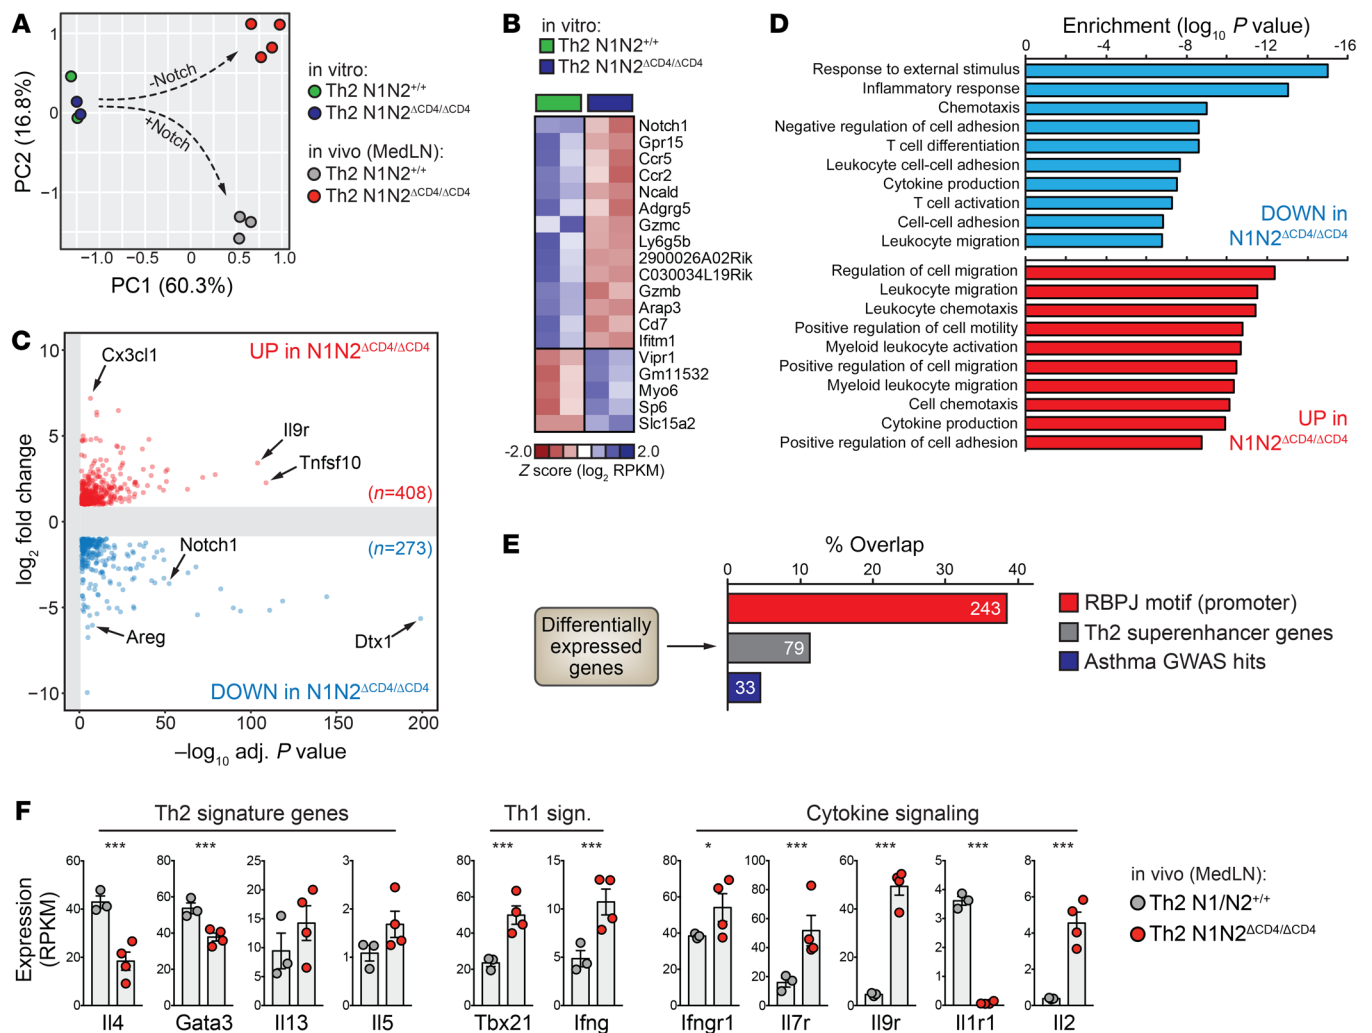 A
1
0
−1
PC2 (16.8%)
−1.0 −0.5 0 0.5 1.0
PC1 (60.3%)
-Notch
+Notch
in vitro:
Th2 N1N2+/+
Th2 N1N2ΔCD4/ΔCD4
in vivo (MedLN):
Th2 N1N2+/+
Th2 N1N2ΔCD4/ΔCD4
B
in vitro:
Th2 N1N2+/+
Th2 N1N2ΔCD4/ΔCD4
Notch1
Gpr15
Ccr5
Ccr2
Ncald
Adgrg5
Gzmc
Ly6g5b
2900026A02Rik
C030034L19Rik
Gzmb
Arap3
Cd7
Ifitm1
Vipr1
Gm11532
Myo6
Sp6
Slc15a2
-2.0 2.0
Z score (log2 RPKM)
C
10
5
0
−5
−10
log2 fold change
Cx3cl1
UP in N1N2ΔCD4/ΔCD4
Il9r
Tnfsf10
(n=408)
Notch1
(n=273)
Areg
Dtx1
DOWN in N1N2ΔCD4/ΔCD4
0 50 100 150 200
–log10 adj. P value
D
Enrichment (log10 P value)
0 -4 -8 -12 -16
Response to external stimulus
Inflammatory response
Chemotaxis
Negative regulation of cell adhesion
T cell differentiation
Leukocyte cell-cell adhesion
Cytokine production
T cell activation
Cell-cell adhesion
Leukocyte migration
DOWN in
N1N2ΔCD4/ΔCD4
Regulation of cell migration
Leukocyte migration
Leukocyte chemotaxis
Positive regulation of cell motility
Myeloid leukocyte activation
Positive regulation of cell migration
Myeloid leukocyte migration
Cell chemotaxis
Cytokine production
Positive regulation of cell adhesion
UP in
N1N2ΔCD4/ΔCD4
E
% Overlap
0 10 20 30 40
Differentially
expressed
genes
243
79
33
RBPJ motif (promoter)
Th2 superenhancer genes
Asthma GWAS hits
F
Th2 signature genes
Th1 sign.
Cytokine signaling
Expression
(RPKM)
***
60
40
20
0
Il4
***
80
60
40
20
0
Gata3
25
20
15
10
5
0
Il13
3
2
1
0
Il5
***
80
60
40
20
0
Tbx21
***
15
10
5
0
Ifng
*
80
60
40
20
0
Ifngr1
***
100
80
60
40
20
0
Il7r
***
60
40
20
0
Il9r
***
5
4
3
2
1
0
Il1r1
***
8
6
4
2
0
Il2
in vivo (MedLN):
Th2 N1/N2+/+
Th2 N1N2ΔCD4/ΔCD4